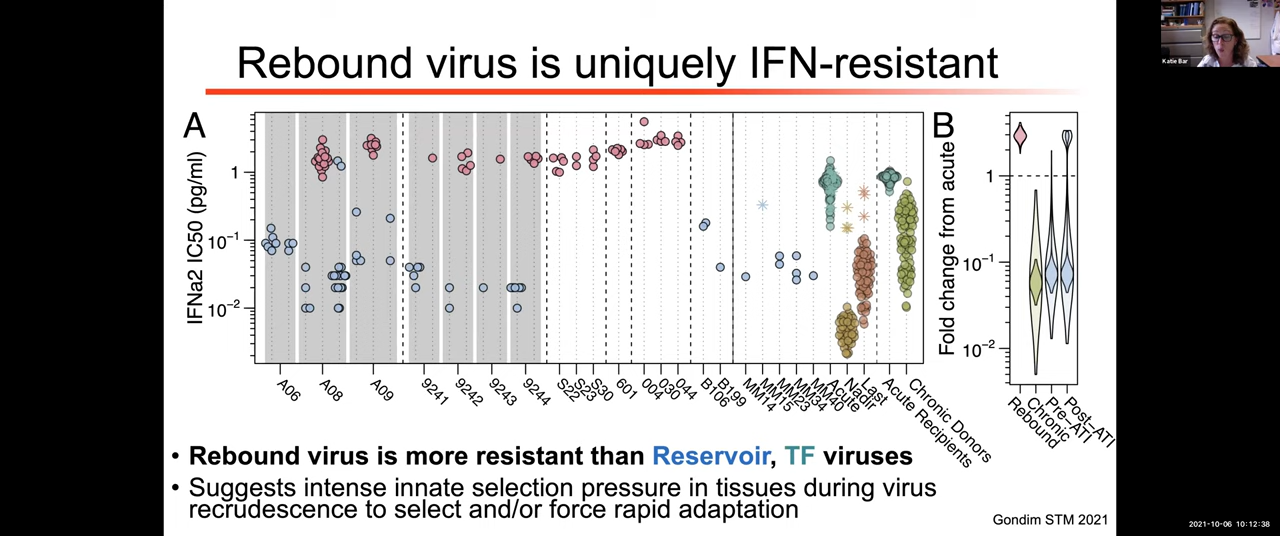 Rebound virus is uniquely IFN-resistant
Katie Bar
A
B
IFNa2 IC50 (pg/ml)
1
10−1
10−2
A06
A08
A09
9241
9242
9243
9244
S22
S23
S30
601
004
030
044
B106
B199
MM14
MM15
MM23
MM34
MM40
Acute
Nadir
Last
Acute Recipients
Chronic Donors
Fold change from acute
1
10−1
10−2
Rebound
Chronic
Pre−ATI
Post−ATI
• Rebound virus is more resistant than Reservoir, TF viruses
• Suggests intense innate selection pressure in tissues during virus
recrudescence to select and/or force rapid adaptation
Gondim STM 2021
2021-10-06 10:12:38